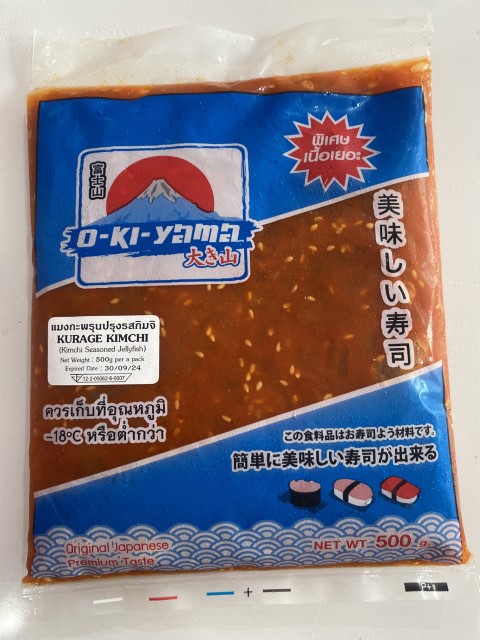 พิเศษ
เนื้อเยอะ
富士山
O-KI-Yama
大き山
美味しい寿司
แมงกะพรุนปรุงรสกิมจิ
KURAGE KIMCHI
(Kimchi Seasoned Jellyfish)
Net Weight : 500g per a pack
Expired Date : 30/09/24
12-2-05062-6-0007
ควรเก็บที่อุณหภูมิ
-18°C หรือต่ำกว่า
この食料品はお寿司よう材料です。
簡単に美味しい寿司が出来る
Original Japanese
Premium Taste
NET WT 500 g.